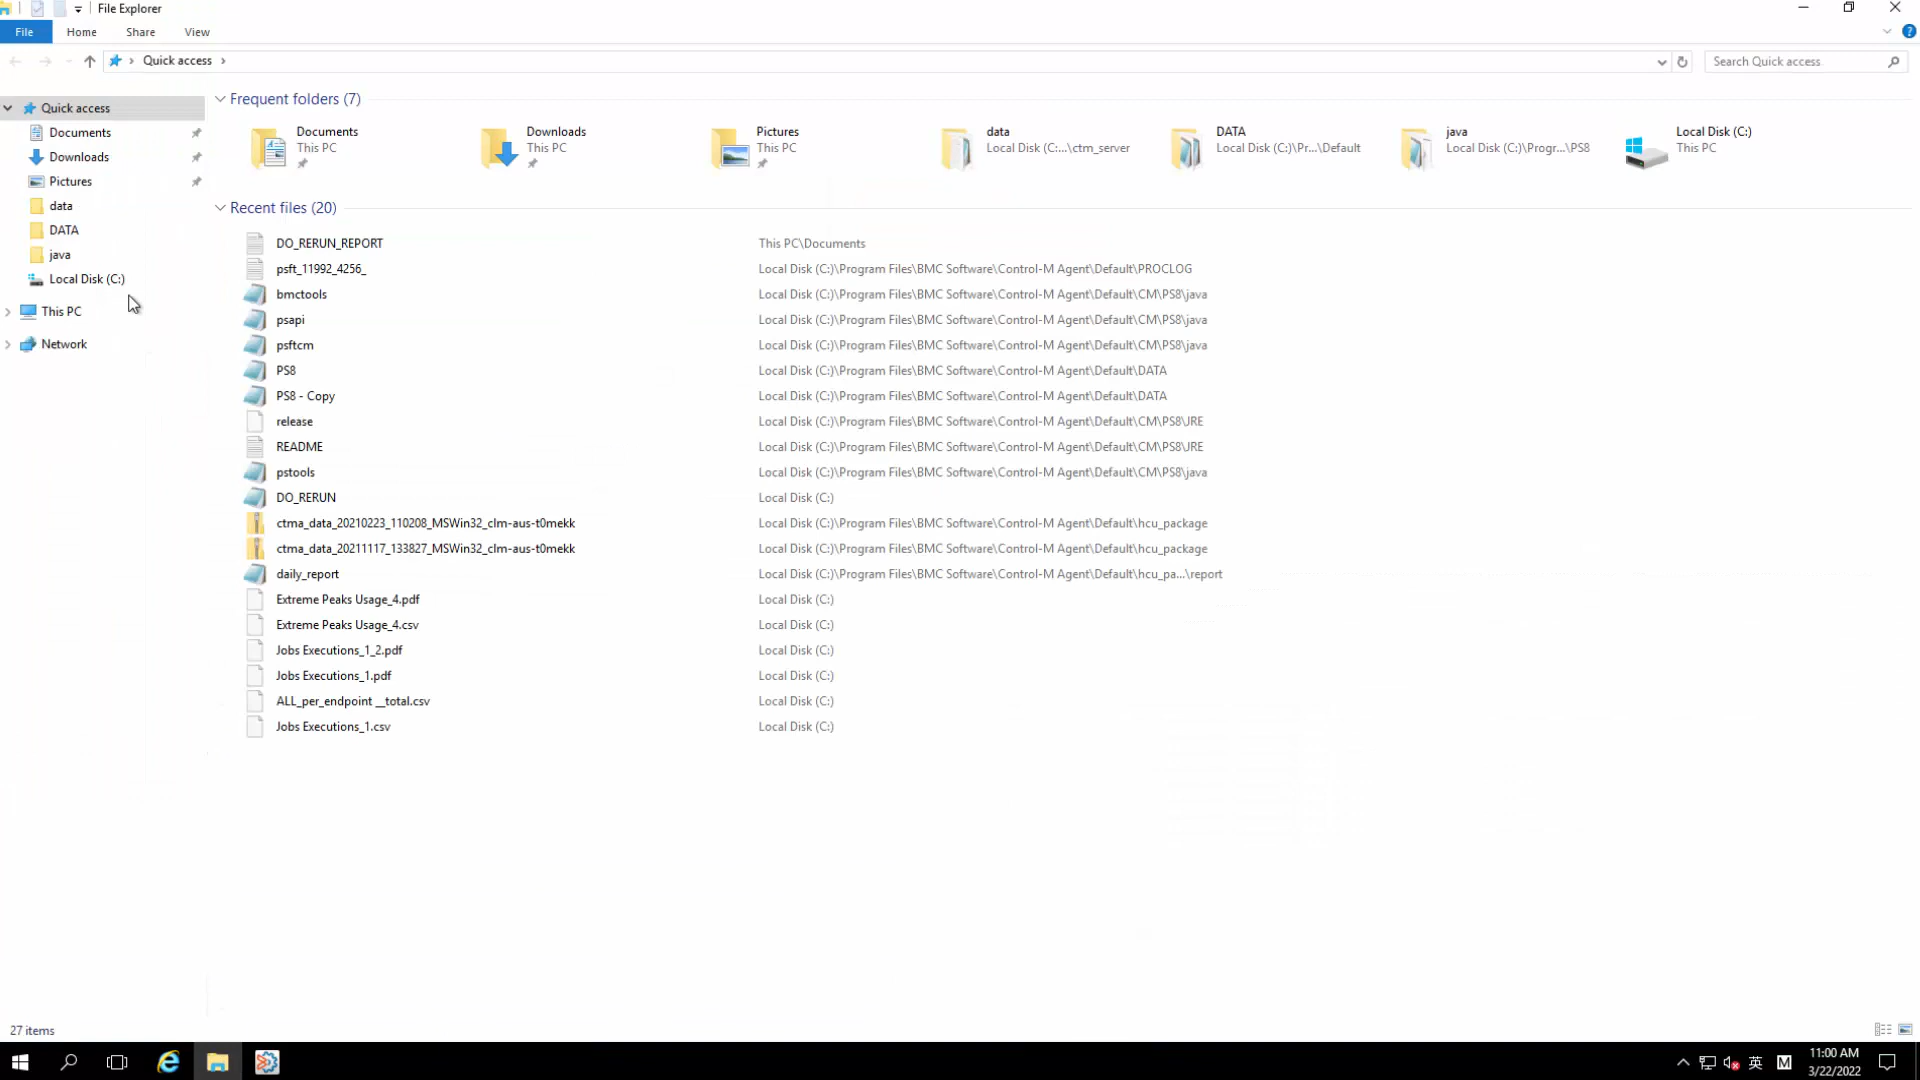 File Explorer
File Home Share View
Quick access
Search Quick access
Quick access
Documents
Downloads
Pictures
data
DATA
java
Local Disk (C:)
This PC
Network
Frequent folders (7)
Documents
This PC
Downloads
This PC
Pictures
This PC
data
Local Disk (C:...\ctm_server
DATA
Local Disk (C:)\Pr...\Default
java
Local Disk (C:)\Progr...\PS8
Local Disk (C:)
This PC
Recent files (20)
DO_RERUN_REPORT This PC\Documents
psft_11992_4256_ Local Disk (C:)\Program Files\BMC Software\Control-M Agent\Default\PROCLOG
bmctools Local Disk (C:)\Program Files\BMC Software\Control-M Agent\Default\CM\PS8\java
psapi Local Disk (C:)\Program Files\BMC Software\Control-M Agent\Default\CM\PS8\java
psftcm Local Disk (C:)\Program Files\BMC Software\Control-M Agent\Default\CM\PS8\java
PS8 Local Disk (C:)\Program Files\BMC Software\Control-M Agent\Default\DATA
PS8 - Copy Local Disk (C:)\Program Files\BMC Software\Control-M Agent\Default\DATA
release Local Disk (C:)\Program Files\BMC Software\Control-M Agent\Default\CM\PS8\JRE
README Local Disk (C:)\Program Files\BMC Software\Control-M Agent\Default\CM\PS8\JRE
pstools Local Disk (C:)\Program Files\BMC Software\Control-M Agent\Default\CM\PS8\java
DO_RERUN Local Disk (C:)
ctma_data_20210223_110208_MSWin32_clm-aus-t0mekk Local Disk (C:)\Program Files\BMC Software\Control-M Agent\Default\hcu_package
ctma_data_20211117_133827_MSWin32_clm-aus-t0mekk Local Disk (C:)\Program Files\BMC Software\Control-M Agent\Default\hcu_package
daily_report Local Disk (C:)\Program Files\BMC Software\Control-M Agent\Default\hcu_pa...\report
Extreme Peaks Usage_4.pdf Local Disk (C:)
Extreme Peaks Usage_4.csv Local Disk (C:)
Jobs Executions_1_2.pdf Local Disk (C:)
Jobs Executions_1.pdf Local Disk (C:)
ALL_per_endpoint __total.csv Local Disk (C:)
Jobs Executions_1.csv Local Disk (C:)
27 items
英 M
11:00 AM
3/22/2022